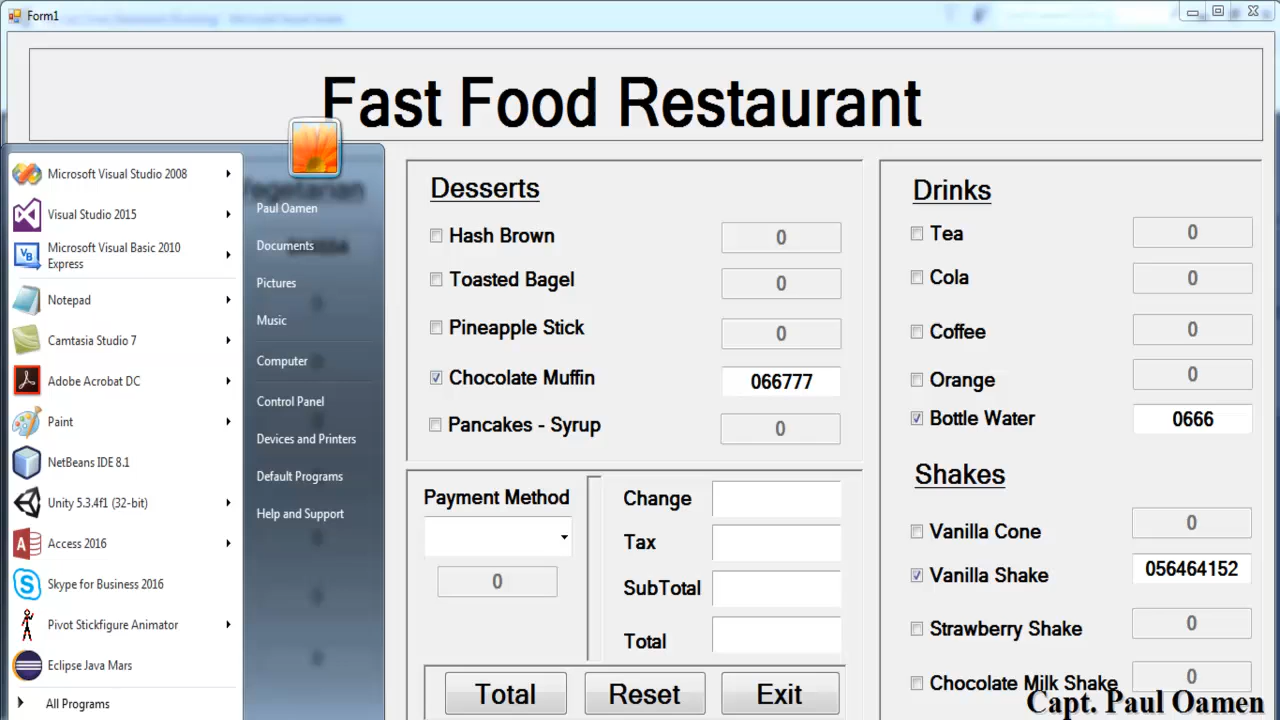 Form1
Fast Food Restaurant
Microsoft Visual Studio 2008
Visual Studio 2015
Microsoft Visual Basic 2010
Express
Notepad
Camtasia Studio 7
Adobe Acrobat DC
Paint
NetBeans IDE 8.1
Unity 5.3.4f1 (32-bit)
Access 2016
Skype for Business 2016
Pivot Stickfigure Animator
Eclipse Java Mars
All Programs
Vegetarian
Paul Oamen
Documents
Pictures
Music
Computer
Control Panel
Devices and Printers
Default Programs
Help and Support
Desserts
Hash Brown 0
Toasted Bagel 0
Pineapple Stick 0
Chocolate Muffin 066777
Pancakes - Syrup 0
Payment Method
0
Change
Tax
SubTotal
Total
Total Reset Exit
Drinks
Tea 0
Cola 0
Coffee 0
Orange 0
Bottle Water 0666
Shakes
Vanilla Cone 0
Vanilla Shake 056464152
Strawberry Shake 0
Chocolate Milk Shake 0
Capt. Paul Oamen